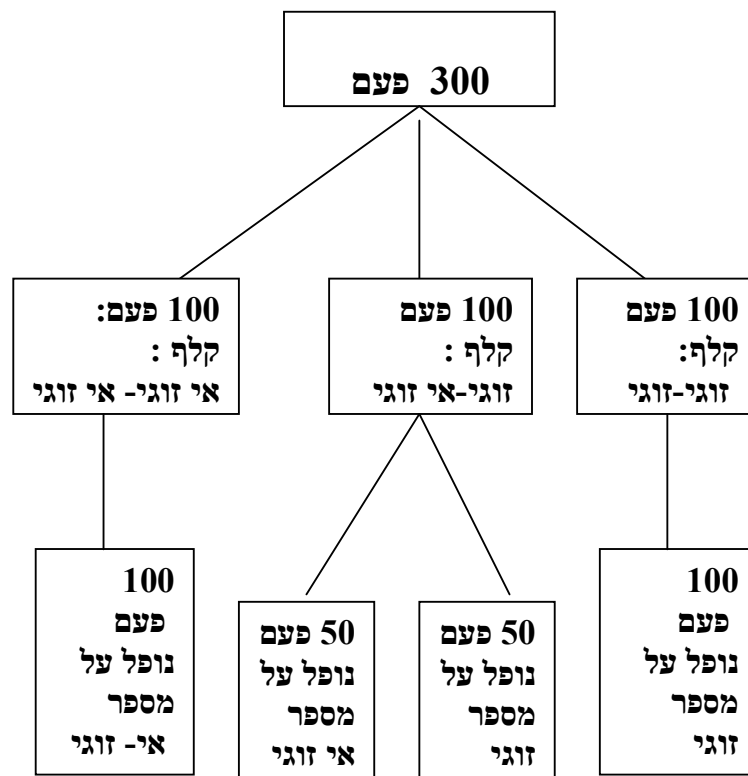 300 פעם
100 פעם
קלף:
זוגי-זוגי
100 פעם
קלף :
זוגי-אי זוגי
100 פעם:
קלף :
אי זוגי- אי זוגי
100
פעם
נופל על
מספר
זוגי
50 פעם
נופל על
מספר
זוגי
50 פעם
נופל על
מספר
אי זוגי
100
פעם
נופל על
מספר
אי- זוגי